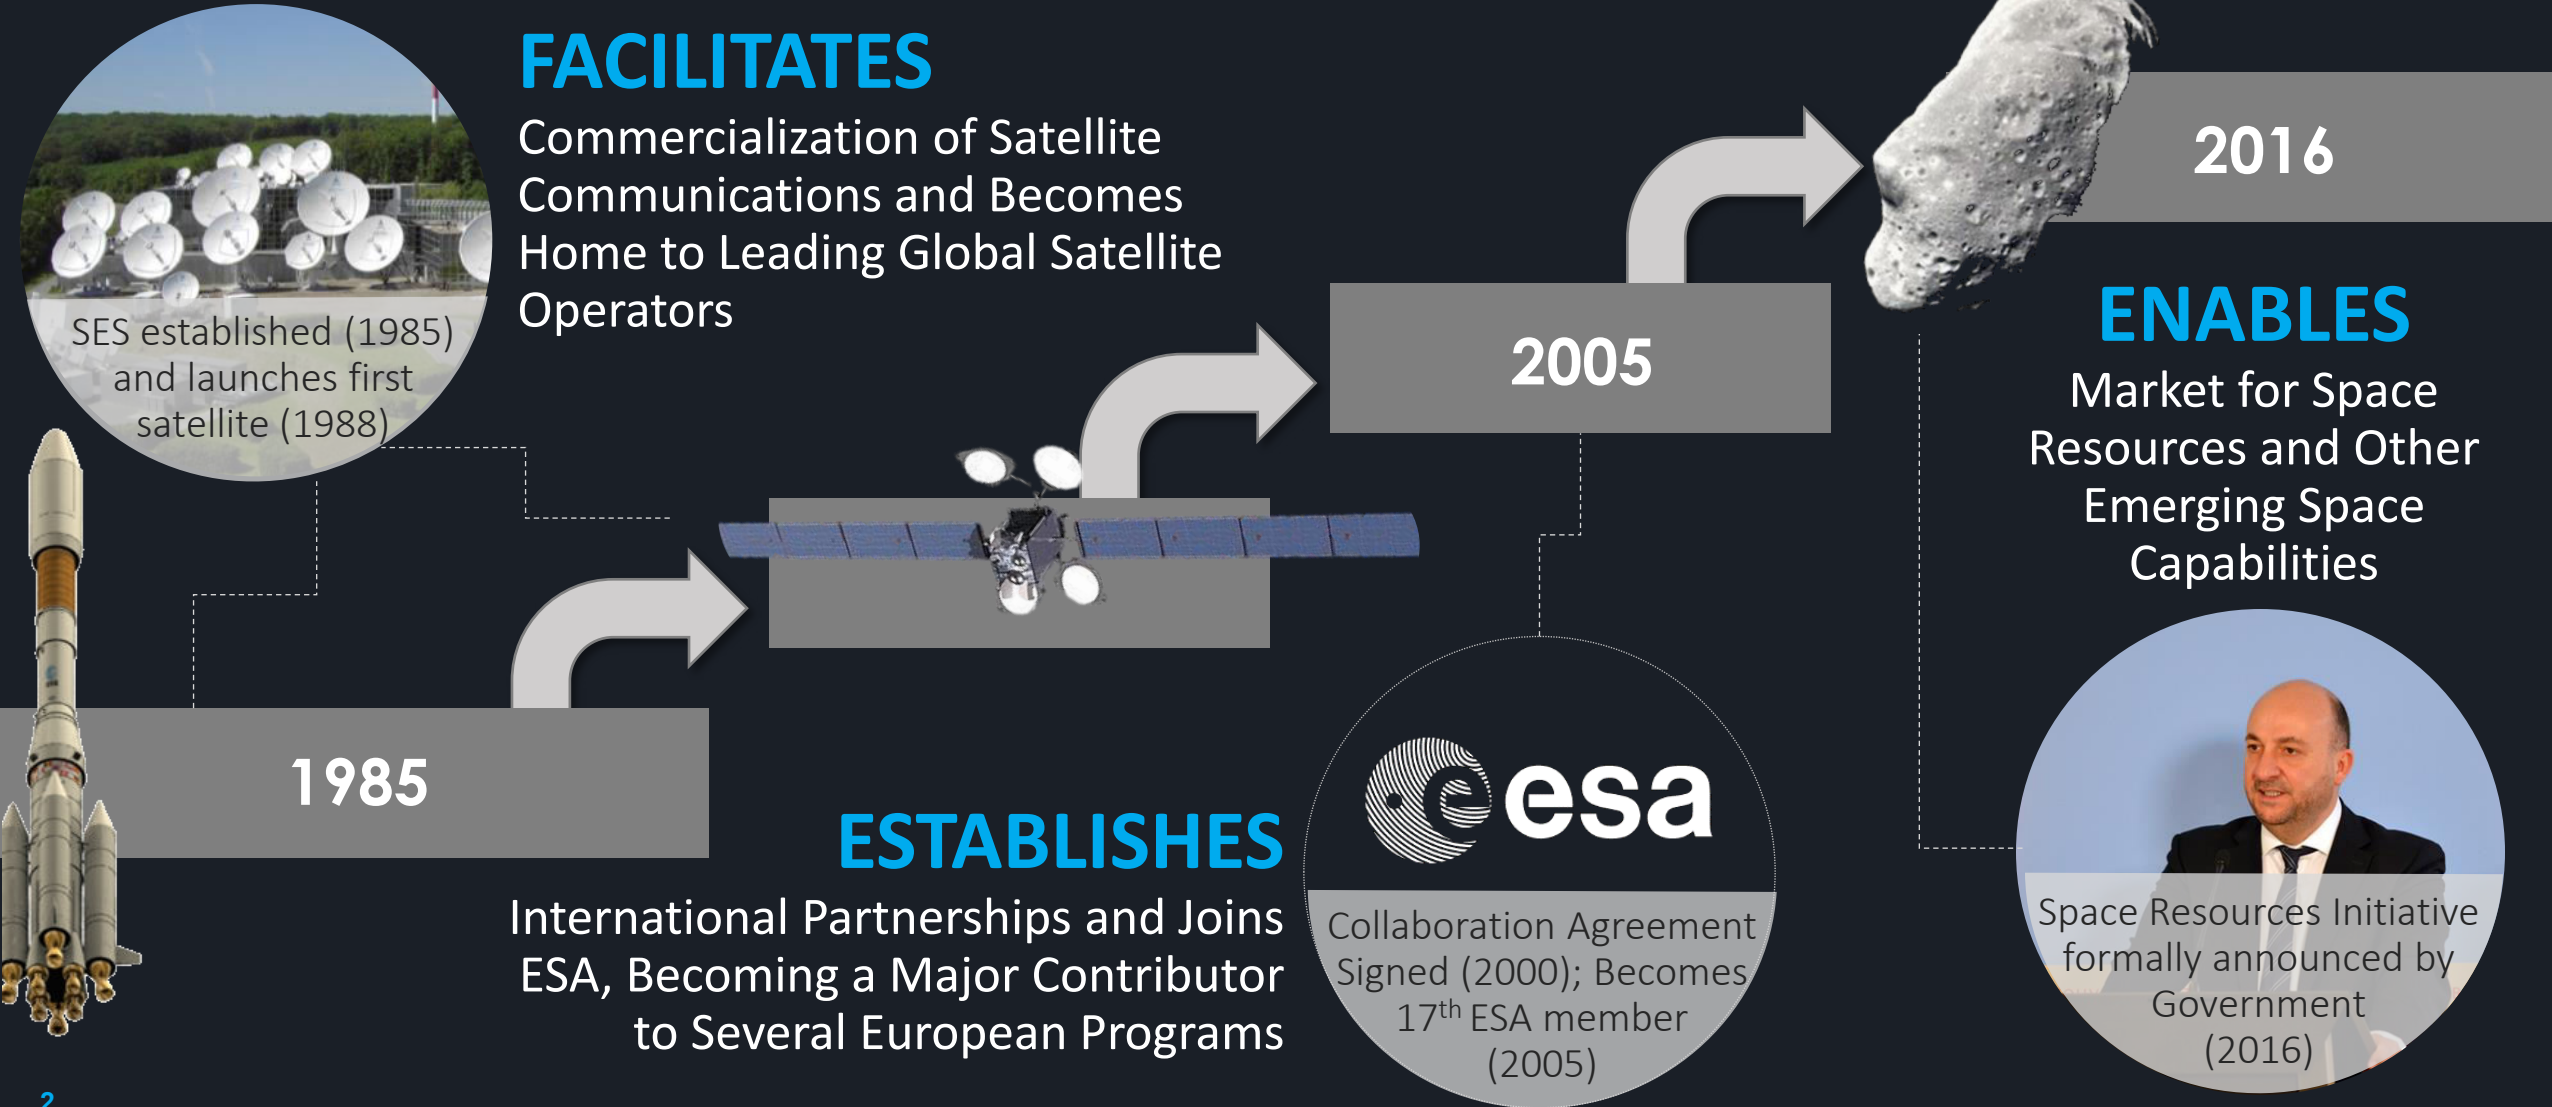 FACILITATES
Commercialization of Satellite
Communications and Becomes
Home to Leading Global Satellite
Operators
SES established (1985)
and launches first
satellite (1988)
2016
2005
ENABLES
Market for Space
Resources and Other
Emerging Space
Capabilities
1985
ESTABLISHES
International Partnerships and Joins
ESA, Becoming a Major Contributor
to Several European Programs
esa
Collaboration Agreement
Signed (2000); Becomes
17th ESA member
(2005)
Space Resources Initiative
formally announced by
Government
(2016)
2